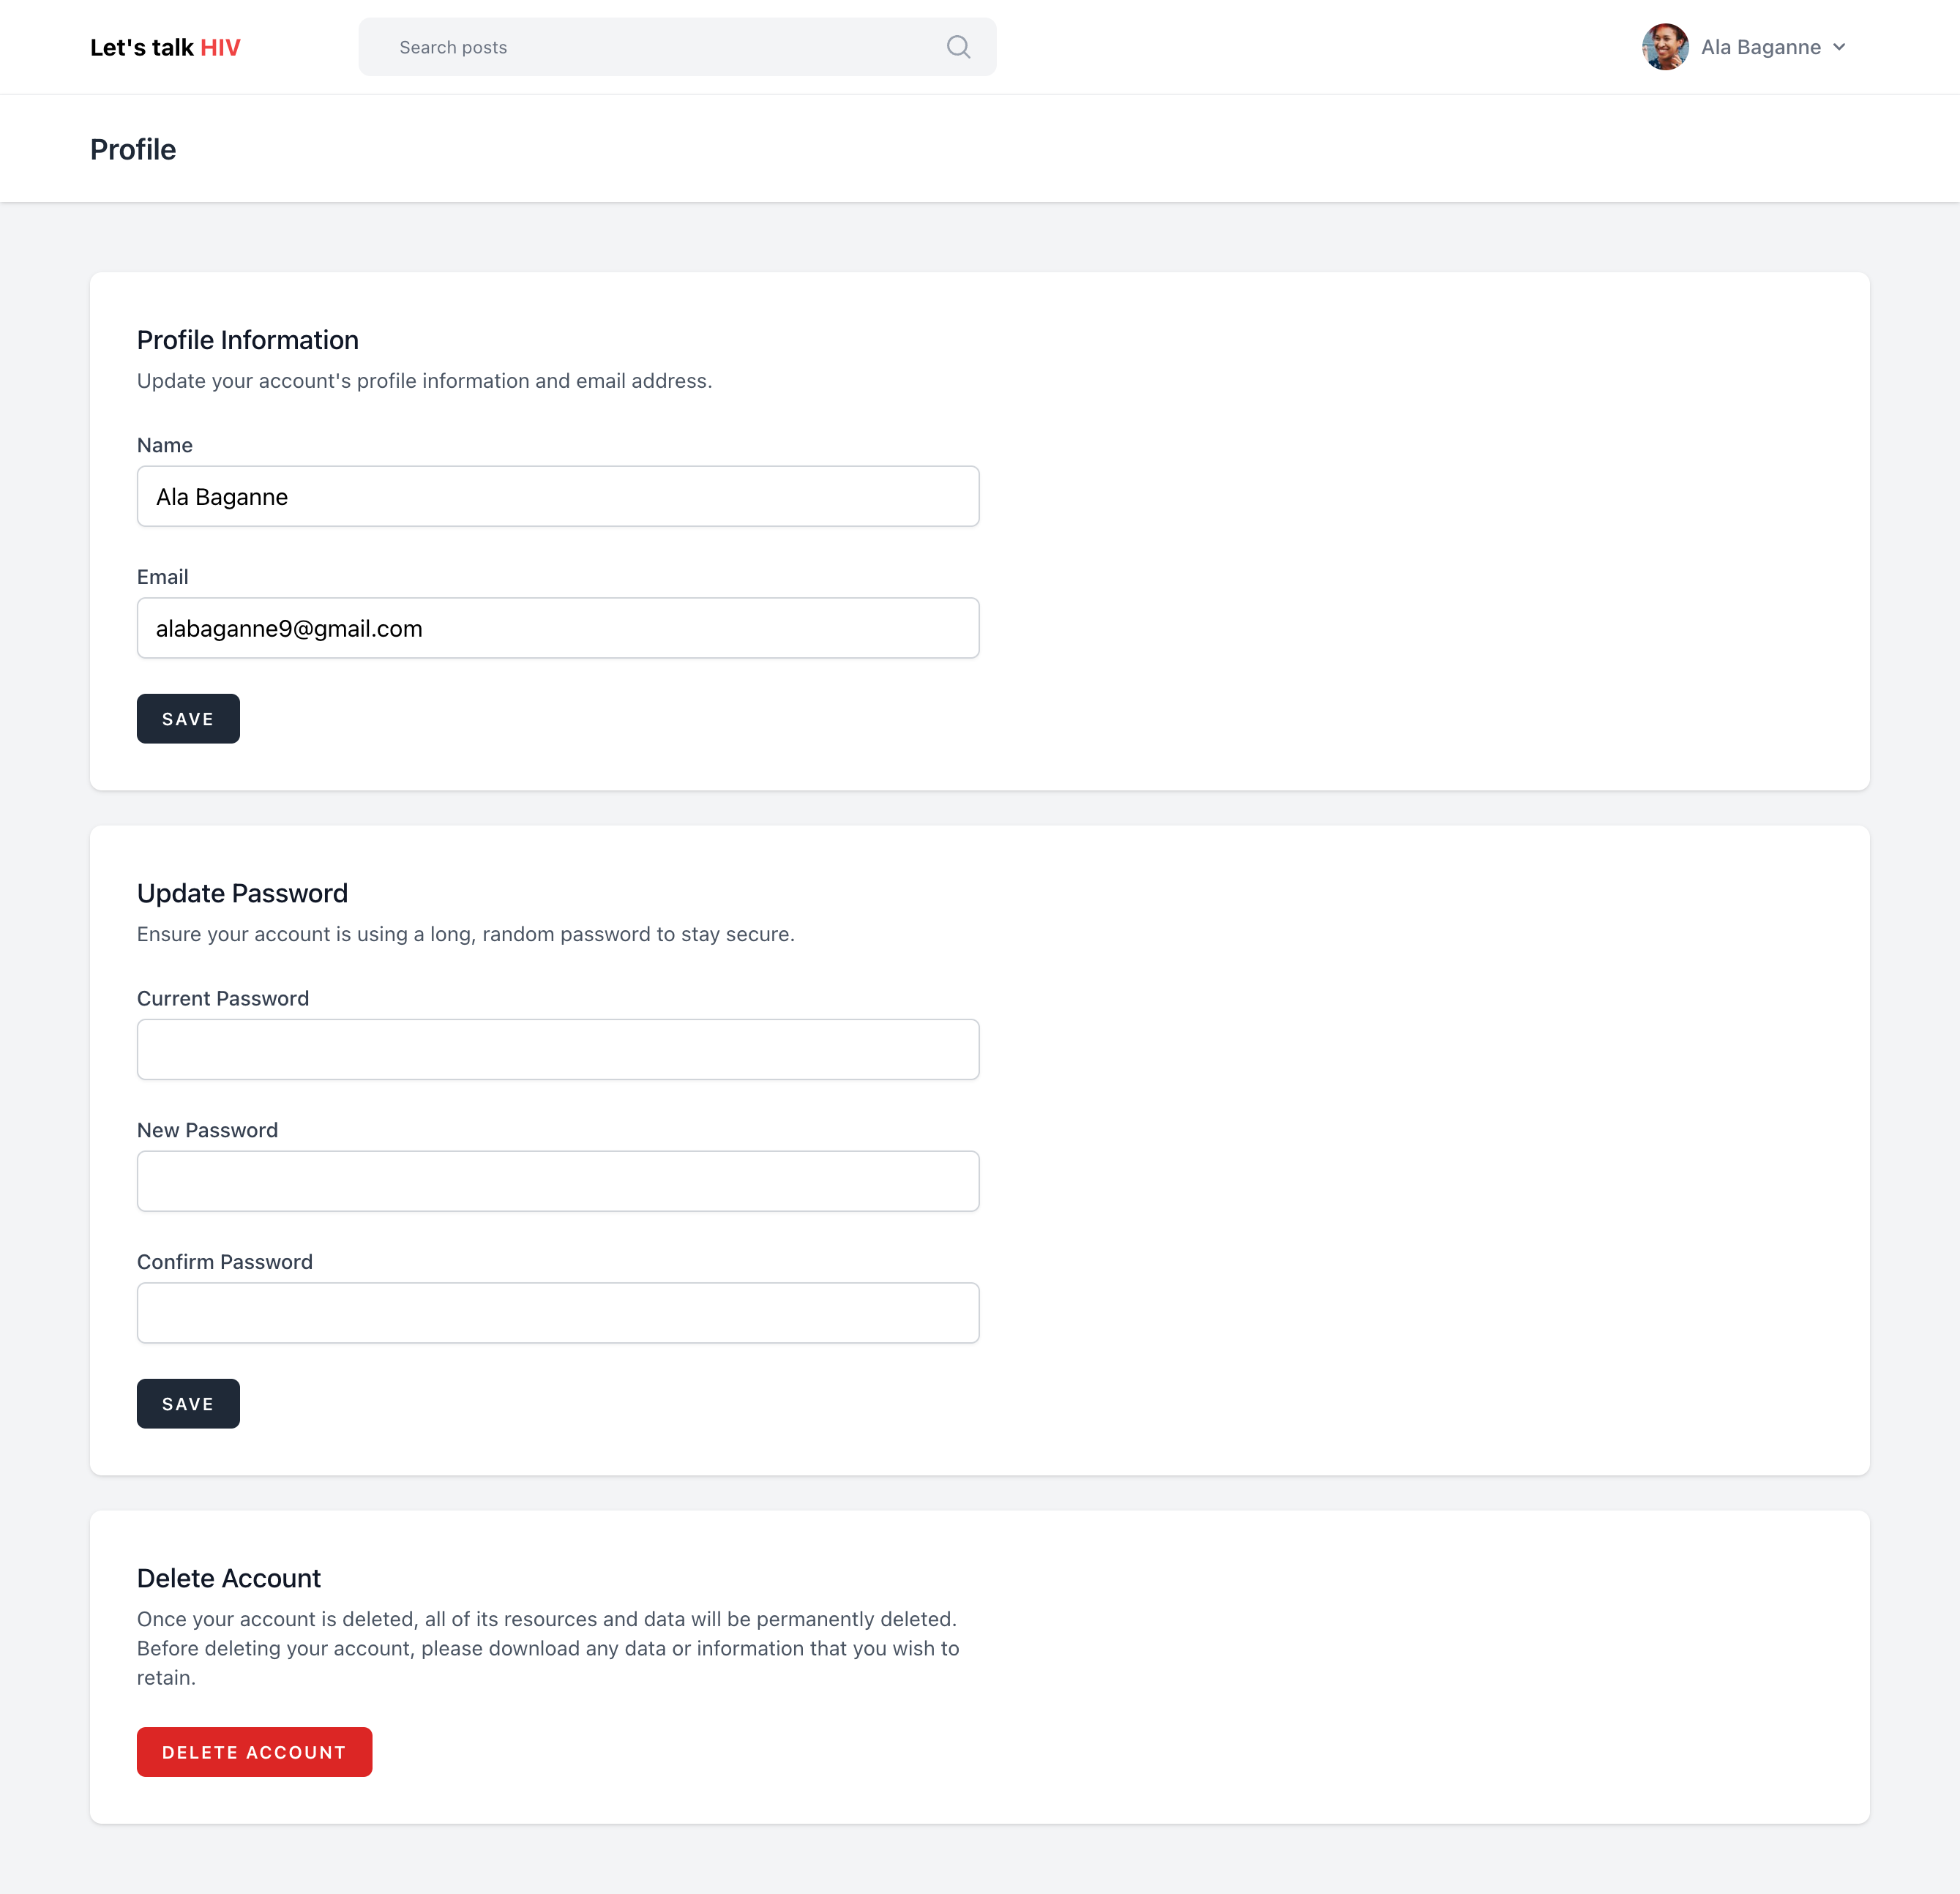 Let's talk HIV
Search posts
Ala Baganne
Profile
Profile Information
Update your account's profile information and email address.
Name
Ala Baganne
Email
alabaganne9@gmail.com
SAVE
Update Password
Ensure your account is using a long, random password to stay secure.
Current Password
New Password
Confirm Password
SAVE
Delete Account
Once your account is deleted, all of its resources and data will be permanently deleted.
Before deleting your account, please download any data or information that you wish to
retain.
DELETE ACCOUNT